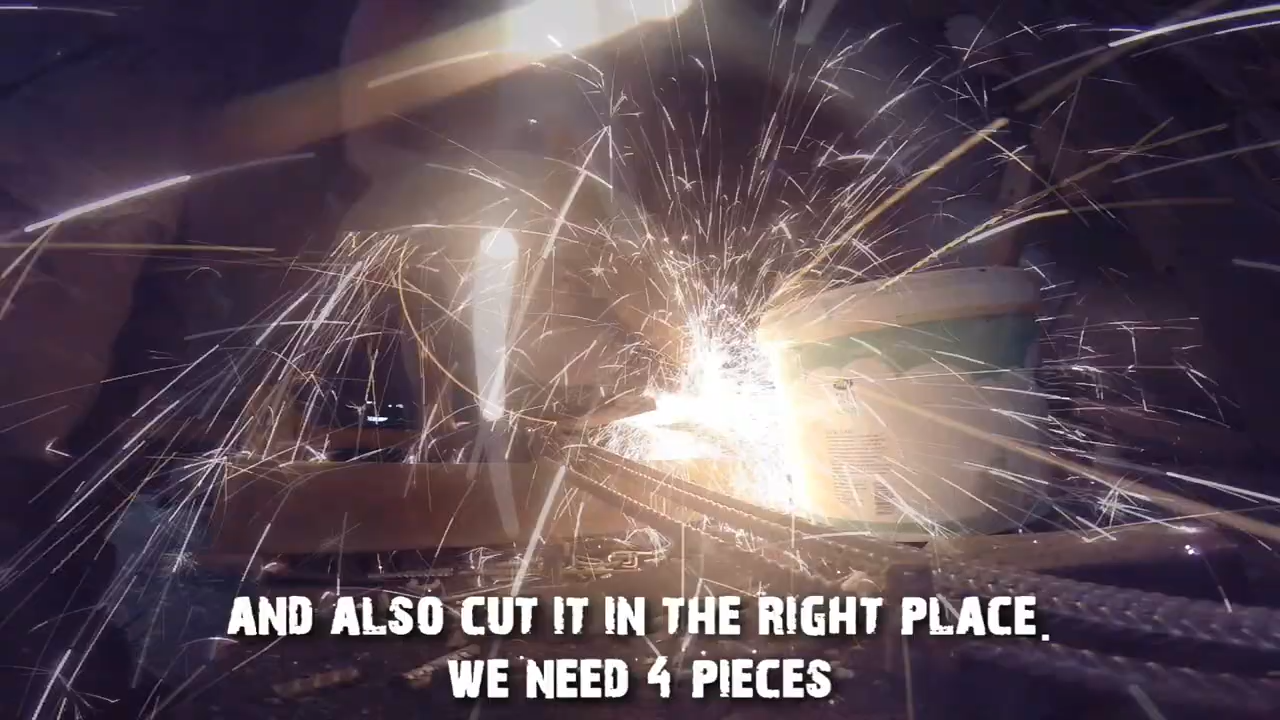 AND ALSO CUT IT IN THE RIGHT PLACE.
WE NEED 4 PIECES